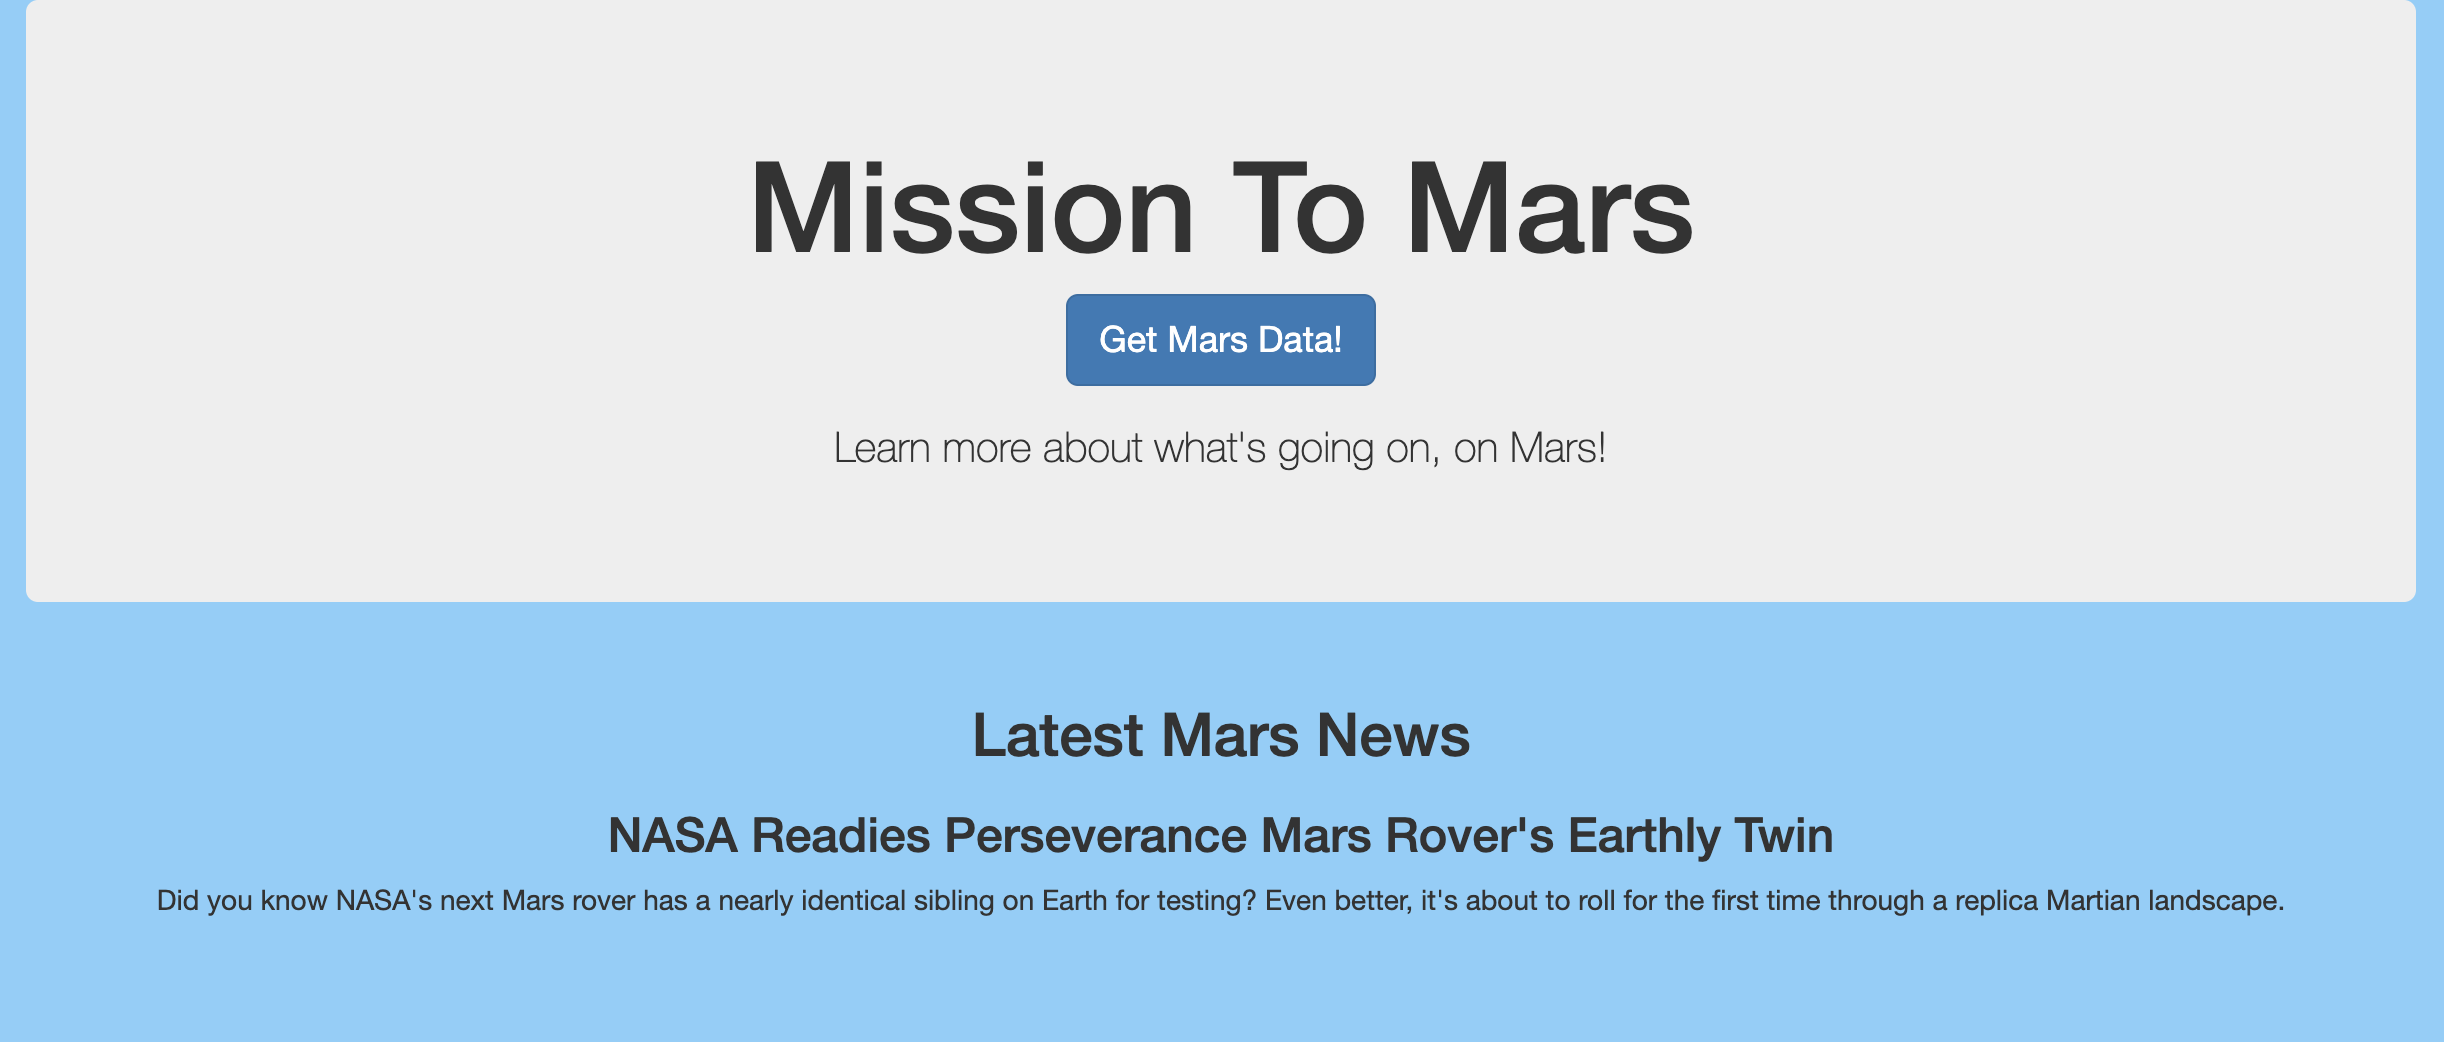 Mission To Mars
Get Mars Data!
Learn more about what's going on, on Mars!
Latest Mars News
NASA Readies Perseverance Mars Rover's Earthly Twin
Did you know NASA's next Mars rover has a nearly identical sibling on Earth for testing? Even better, it's about to roll for the first time through a replica Martian landscape.